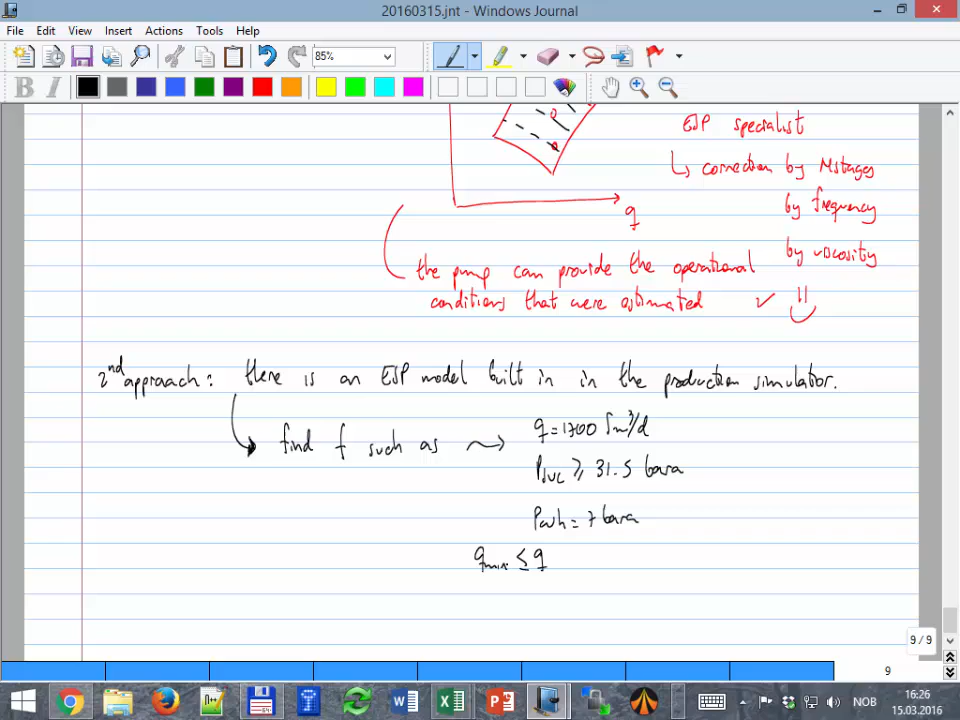 20160315.jnt - Windows Journal
File Edit View Insert Actions Tools Help
85%
B I
ESP specialist
↳ correction by Nstages
by frequency
by viscosity
q
the pump can provide the operational
conditions that were estimated ✓
2nd approach: there is an ESP model built in in the production simulator.
find f such as
q = 1700 Sm³/d
Psuc ≥ 31.5 bara
Pwh = 7 bara
qmin ≤ q
9 / 9
9
NOB
16:26
15.03.2016